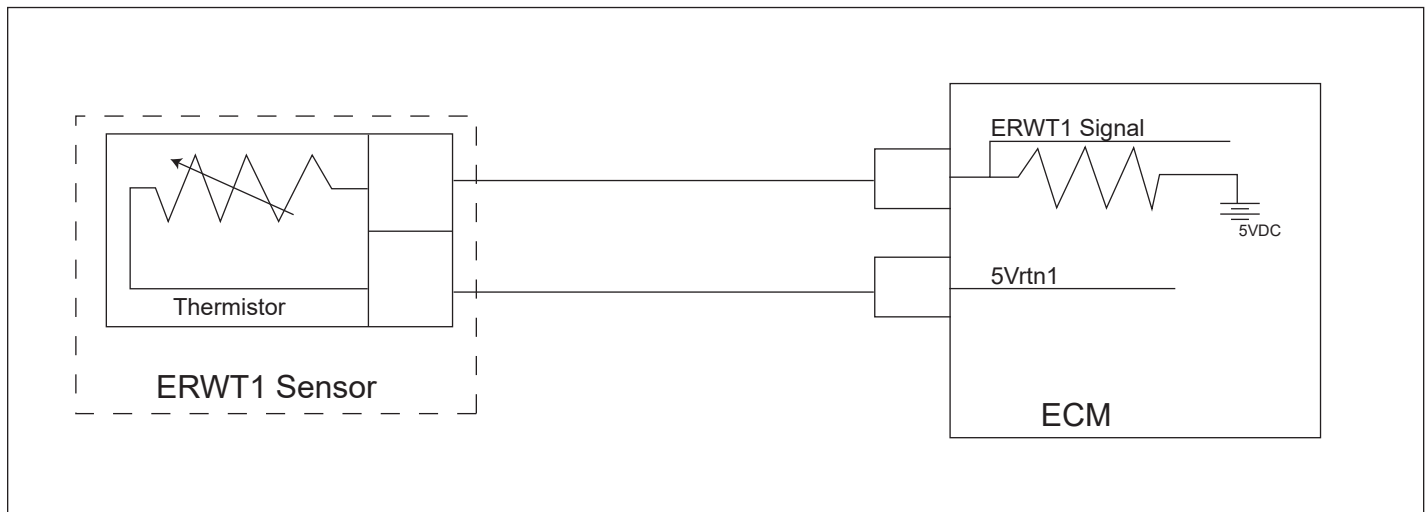 ERWT1 Signal
5VDC
5Vrtn1
Thermistor
ERWT1 Sensor
ECM